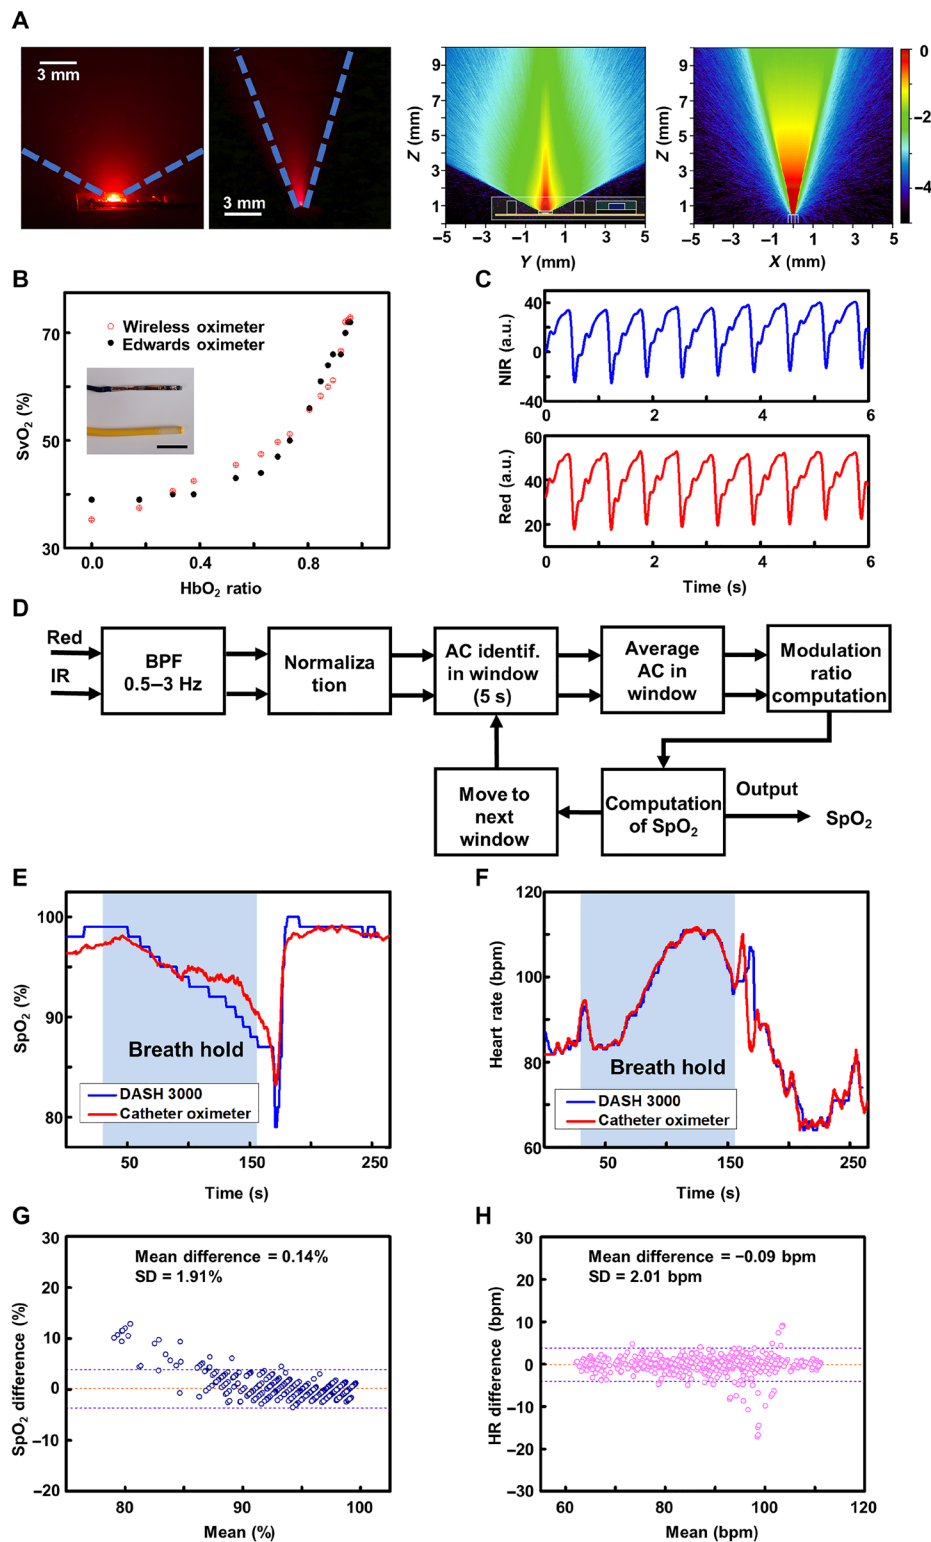 A
3 mm
3 mm
Z (mm)
9
7
5
3
1
−5
−3
−1
1
3
5
Y (mm)
Z (mm)
9
7
5
3
1
−5
−3
−1
1
3
5
X (mm)
0
−2
−4
B
SvO₂ (%)
70
50
30
Wireless oximeter
Edwards oximeter
0.0
0.4
0.8
HbO₂ ratio
C
NIR (a.u.)
40
0
−40
0
2
4
6
Red (a.u.)
60
40
20
0
2
4
6
Time (s)
D
Red
IR
BPF
0.5–3 Hz
Normaliza
tion
AC identif.
in window
(5 s)
Average
AC in
window
Modulation
ratio
computation
Move to
next
window
Computation
of SpO₂
Output
SpO₂
E
SpO₂ (%)
100
90
80
Breath hold
DASH 3000
Catheter oximeter
50
150
250
Time (s)
F
Heart rate (bpm)
120
100
80
60
Breath hold
DASH 3000
Catheter oximeter
50
150
250
Time (s)
G
SpO₂ difference (%)
30
20
10
0
−10
−20
Mean difference = 0.14%
SD = 1.91%
80
90
100
Mean (%)
H
HR difference (bpm)
30
20
10
0
−10
−20
−30
Mean difference = −0.09 bpm
SD = 2.01 bpm
60
80
100
120
Mean (bpm)